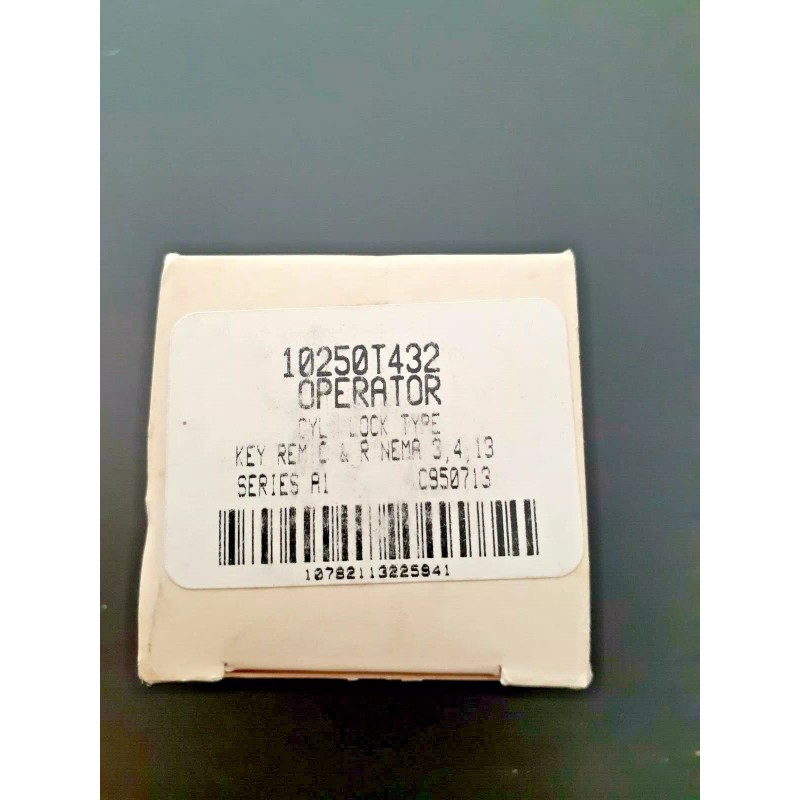 10250T432
OPERATOR
CYL LOCK TYPE
KEY REM C & R NEMA 3,4,13
SERIES A1 C950713
10782113225941